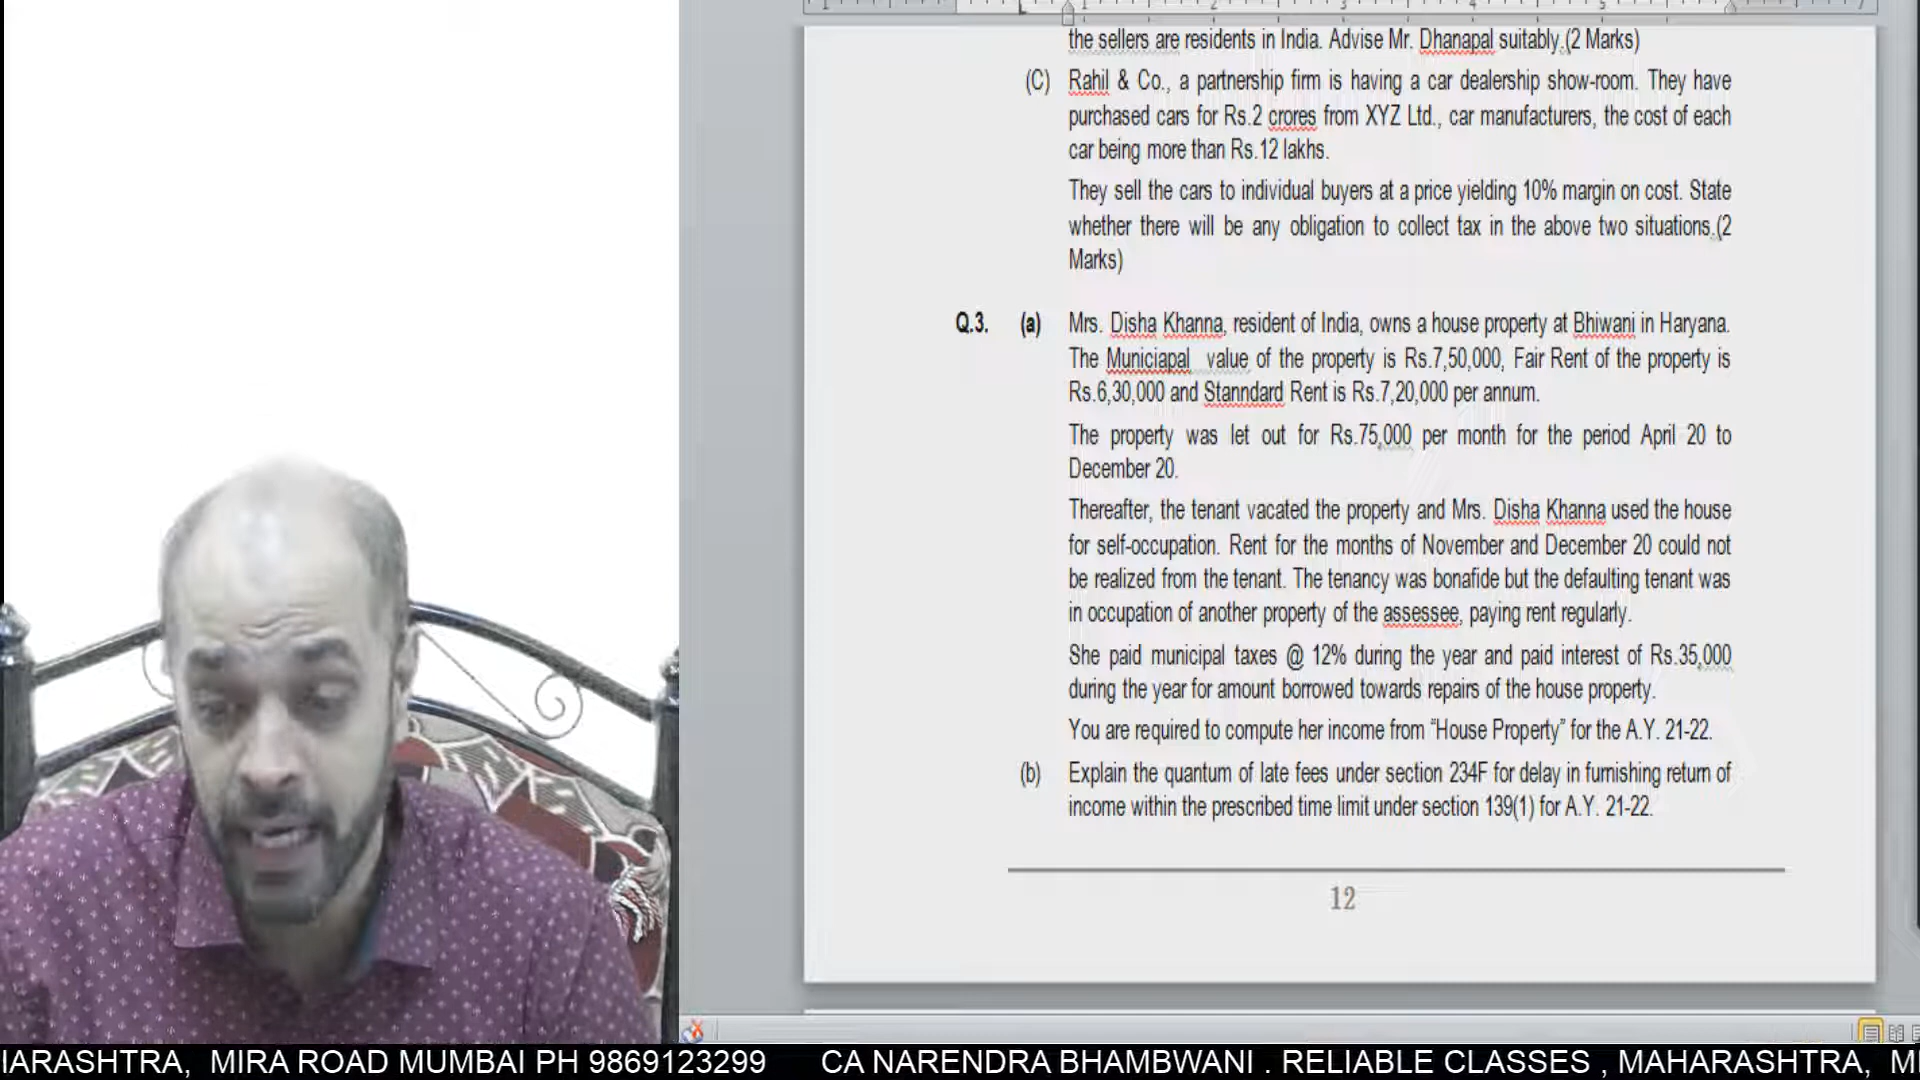 the sellers are residents in India. Advise Mr. Dhanapal suitably.(2 Marks)
(C) Rahil & Co., a partnership firm is having a car dealership show-room. They have
purchased cars for Rs.2 crores from XYZ Ltd., car manufacturers, the cost of each
car being more than Rs.12 lakhs.
They sell the cars to individual buyers at a price yielding 10% margin on cost. State
whether there will be any obligation to collect tax in the above two situations.(2
Marks)
Q.3. (a) Mrs. Disha Khanna, resident of India, owns a house property at Bhiwani in Haryana.
The Municiapal value of the property is Rs.7,50,000, Fair Rent of the property is
Rs.6,30,000 and Stanndard Rent is Rs.7,20,000 per annum.
The property was let out for Rs.75,000 per month for the period April 20 to
December 20.
Thereafter, the tenant vacated the property and Mrs. Disha Khanna used the house
for self-occupation. Rent for the months of November and December 20 could not
be realized from the tenant. The tenancy was bonafide but the defaulting tenant was
in occupation of another property of the assessee, paying rent regularly.
She paid municipal taxes @ 12% during the year and paid interest of Rs.35,000
during the year for amount borrowed towards repairs of the house property.
You are required to compute her income from “House Property” for the A.Y. 21-22.
(b) Explain the quantum of late fees under section 234F for delay in furnishing return of
income within the prescribed time limit under section 139(1) for A.Y. 21-22.
12
IARASHTRA, MIRA ROAD MUMBAI PH 9869123299 CA NARENDRA BHAMBWANI . RELIABLE CLASSES , MAHARASHTRA, MI